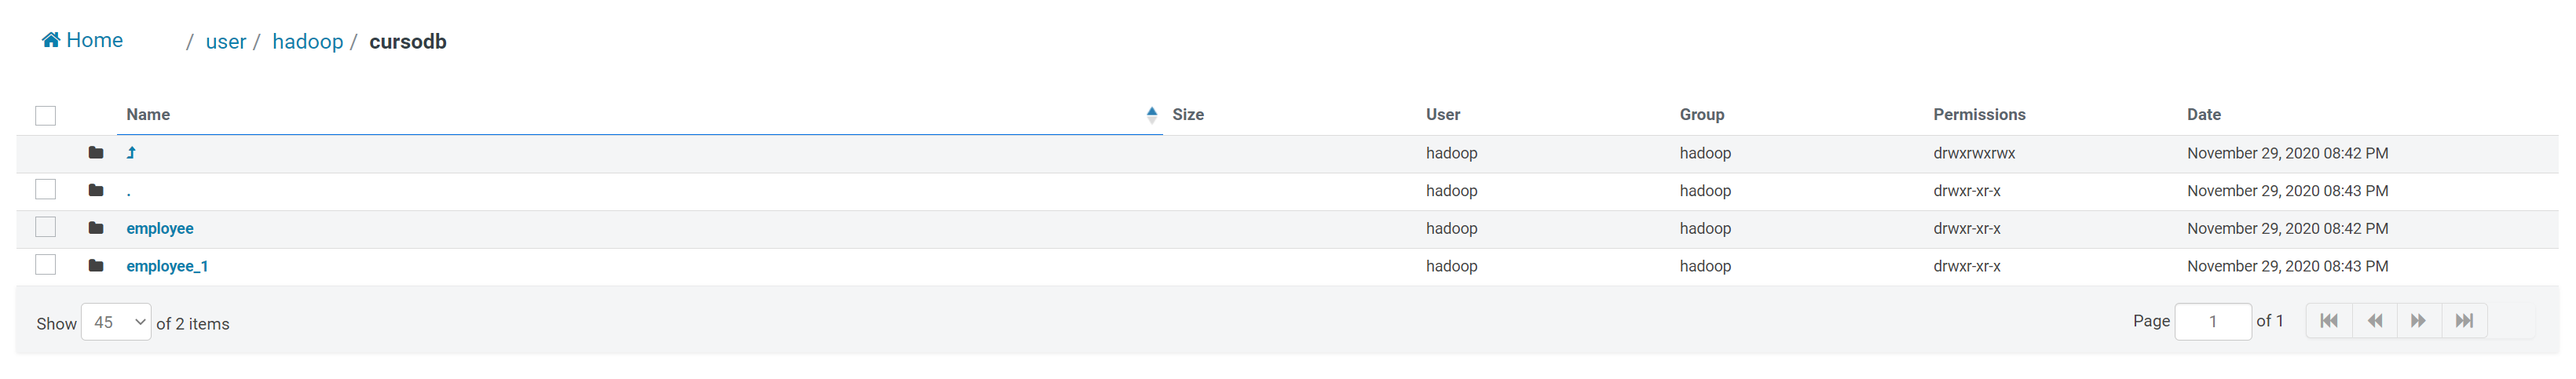 Home / user / hadoop / cursodb
Name Size User Group Permissions Date
hadoop hadoop drwxrwxrwx November 29, 2020 08:42 PM
. hadoop hadoop drwxr-xr-x November 29, 2020 08:43 PM
employee hadoop hadoop drwxr-xr-x November 29, 2020 08:42 PM
employee_1 hadoop hadoop drwxr-xr-x November 29, 2020 08:43 PM
Show 45 of 2 items Page 1 of 1